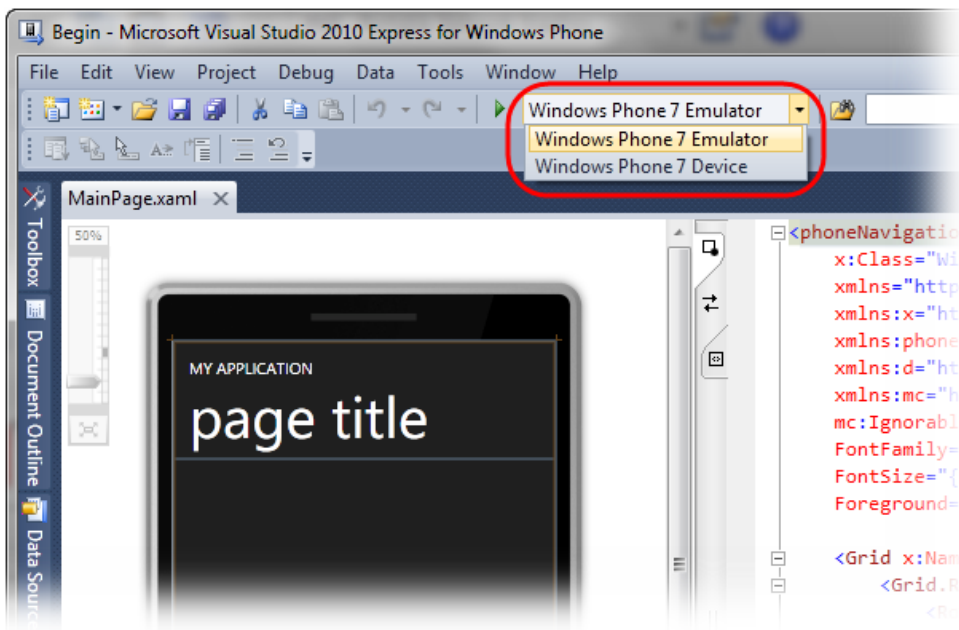 Begin - Microsoft Visual Studio 2010 Express for Windows Phone
File Edit View Project Debug Data Tools Window Help
Windows Phone 7 Emulator
Windows Phone 7 Emulator
Windows Phone 7 Device
MainPage.xaml
Toolbox
Document Outline
50%
MY APPLICATION
page title
<phoneNavigatio
x:Class="Wi
xmlns="http
xmlns:x="ht
xmlns:phone
xmlns:d="ht
xmlns:mc="h
mc:Ignorabl
FontFamily=
FontSize="{
Foreground=
<Grid x:Nam
<Grid.R
<Ro
Data Sourc